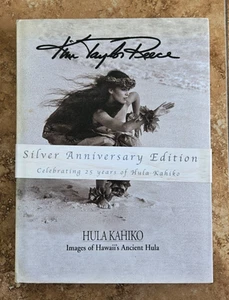 Kim Taylor Reece
Silver Anniversary Edition
Celebrating 25 years of Hula Kahiko
HULA KAHIKO
Images of Hawaii's Ancient Hula